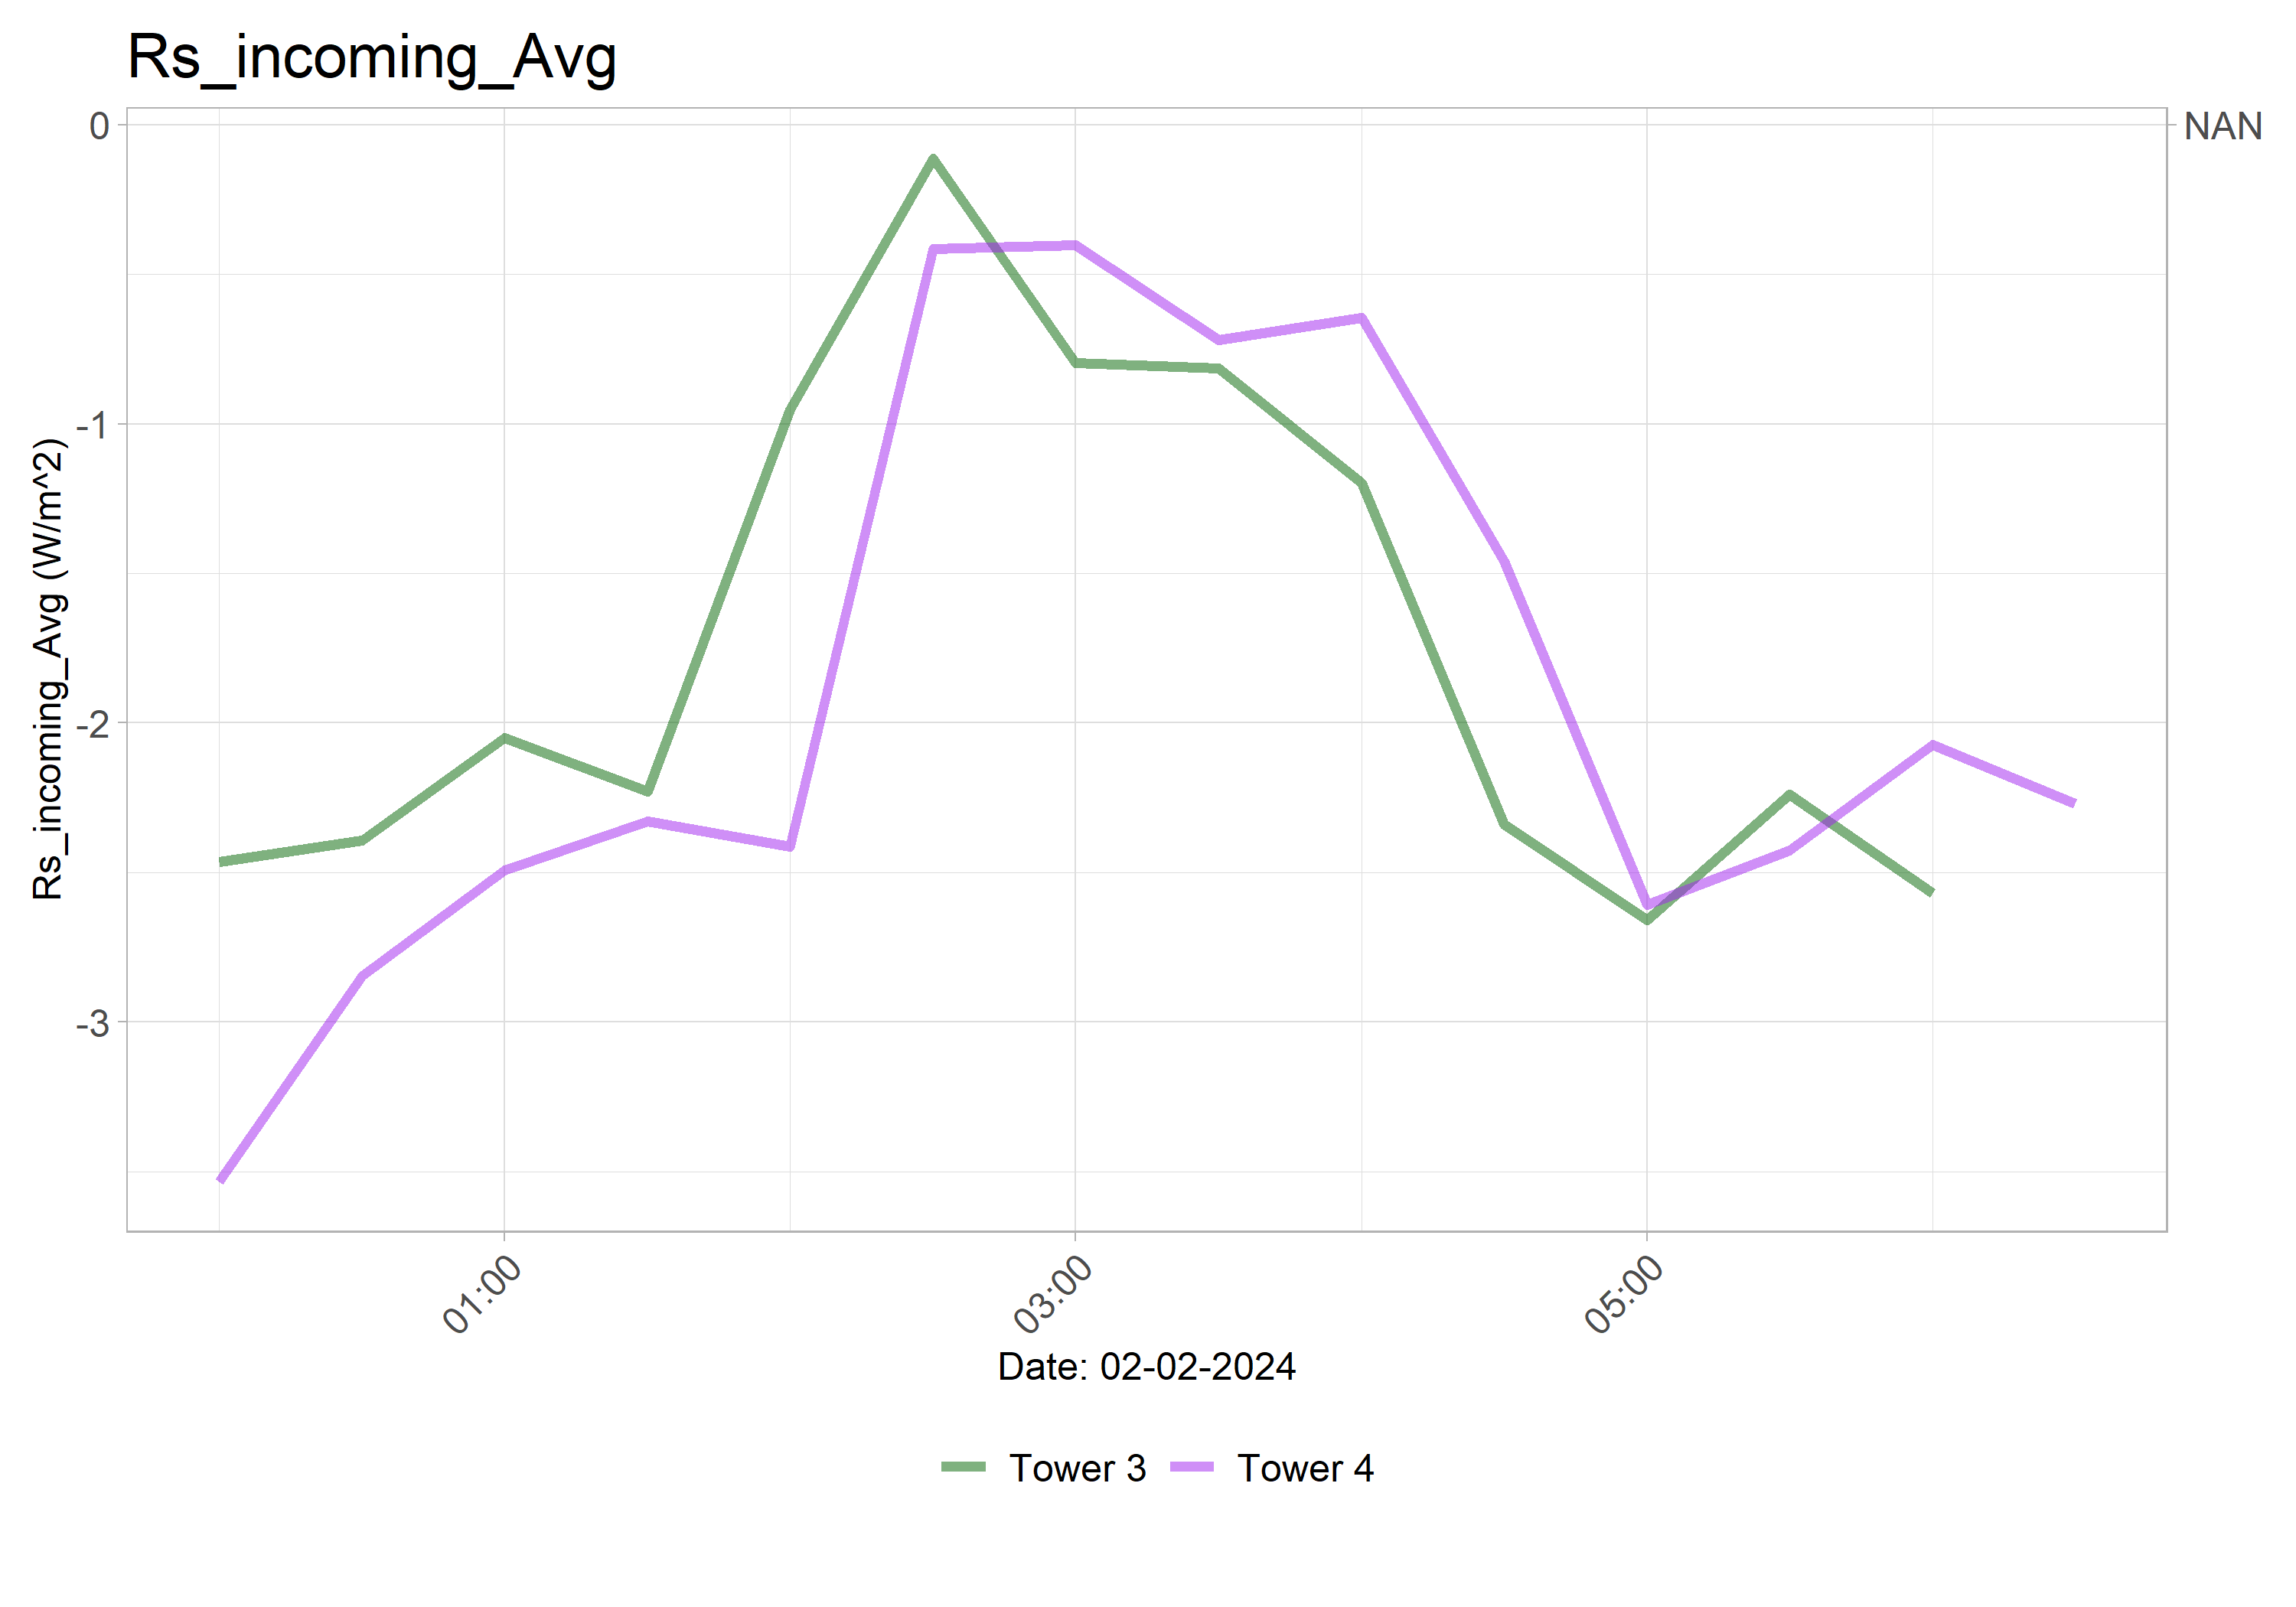 Rs_incoming_Avg
0
NAN
-1
-2
-3
Rs_incoming_Avg (W/m^2)
01:00
03:00
05:00
Date: 02-02-2024
Tower 3
Tower 4